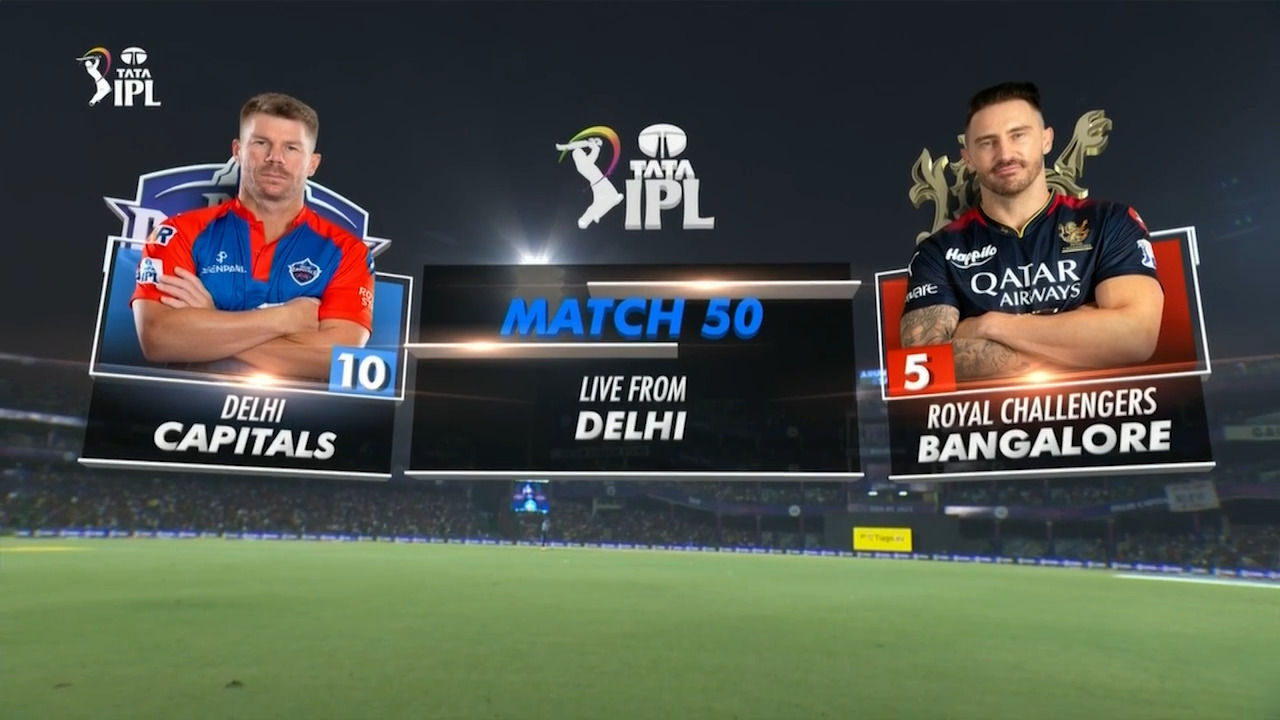 TATA
IPL
TATA
IPL
MATCH 50
LIVE FROM
DELHI
10
DELHI
CAPITALS
Happilo
QATAR
AIRWAYS
5
ROYAL CHALLENGERS
BANGALORE